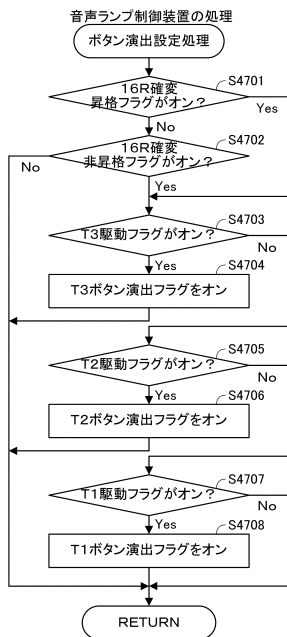 音声ランプ制御装置の処理
ボタン演出設定処理
S4701
16R確変
昇格フラグがオン？
Yes
No
S4702
16R確変
非昇格フラグがオン？
No
Yes
S4703
T3駆動フラグがオン？
No
Yes
S4704
T3ボタン演出フラグをオン
S4705
T2駆動フラグがオン？
No
Yes
S4706
T2ボタン演出フラグをオン
S4707
T1駆動フラグがオン？
No
Yes
S4708
T1ボタン演出フラグをオン
RETURN